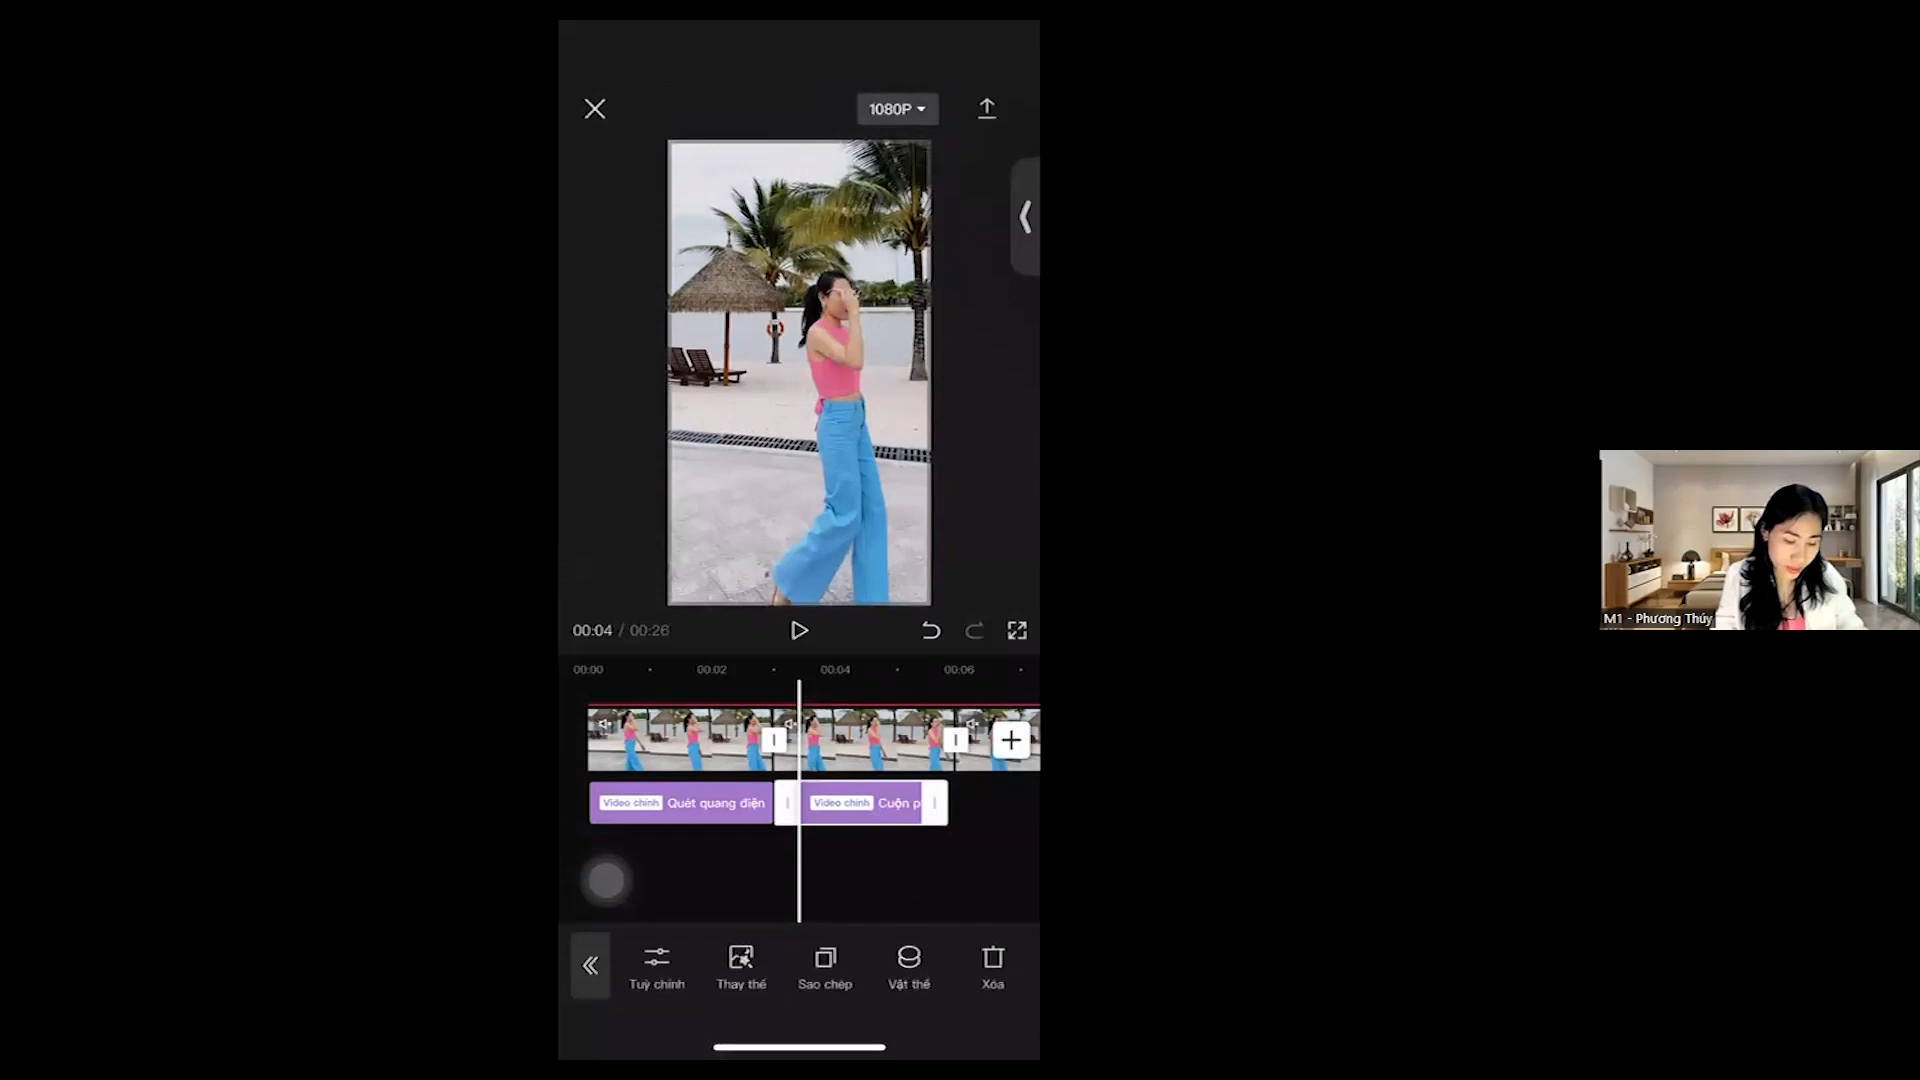 1080P
00:04 / 00:26
00:00 00:02 00:04 00:06
Video chính Quét quang điện Video chính Cuộn p
Tuỳ chỉnh Thay thế Sao chép Vật thể Xóa
M1 - Phương Thúy